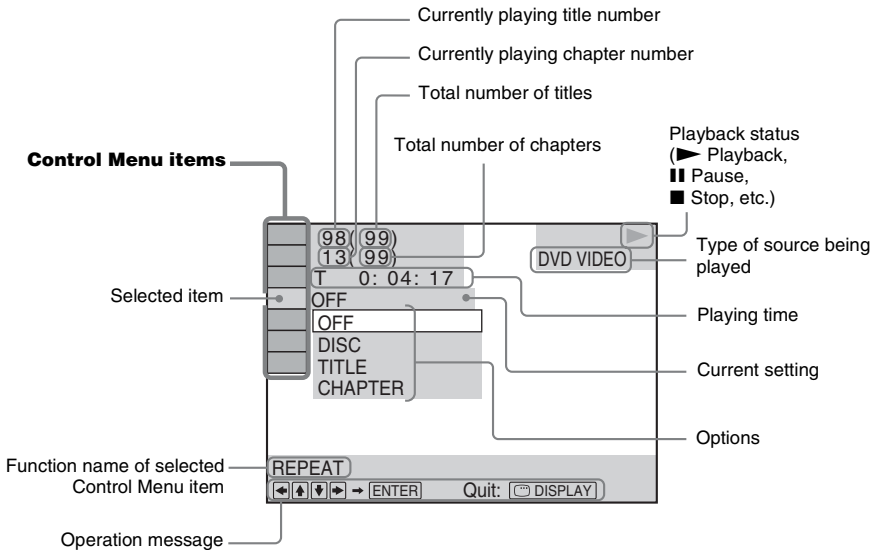 Currently playing title number
Currently playing chapter number
Total number of titles
Total number of chapters
Playback status
(► Playback,
❚❚ Pause,
■ Stop, etc.)
Control Menu items
98( 99)
13( 99)
DVD VIDEO
Type of source being
played
T 0: 04: 17
Selected item
OFF
Playing time
OFF
DISC
TITLE
CHAPTER
Current setting
Options
Function name of selected
Control Menu item
REPEAT
ENTER Quit: DISPLAY
Operation message